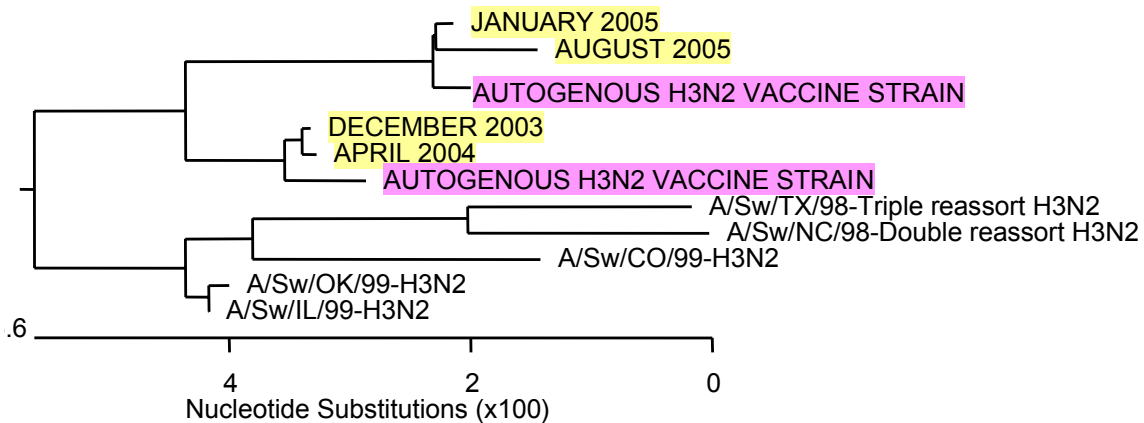 JANUARY 2005
AUGUST 2005
AUTOGENOUS H3N2 VACCINE STRAIN
DECEMBER 2003
APRIL 2004
AUTOGENOUS H3N2 VACCINE STRAIN
A/Sw/TX/98-Triple reassort H3N2
A/Sw/NC/98-Double reassort H3N2
A/Sw/CO/99-H3N2
A/Sw/OK/99-H3N2
A/Sw/IL/99-H3N2
.6
4 2 0
Nucleotide Substitutions (x100)